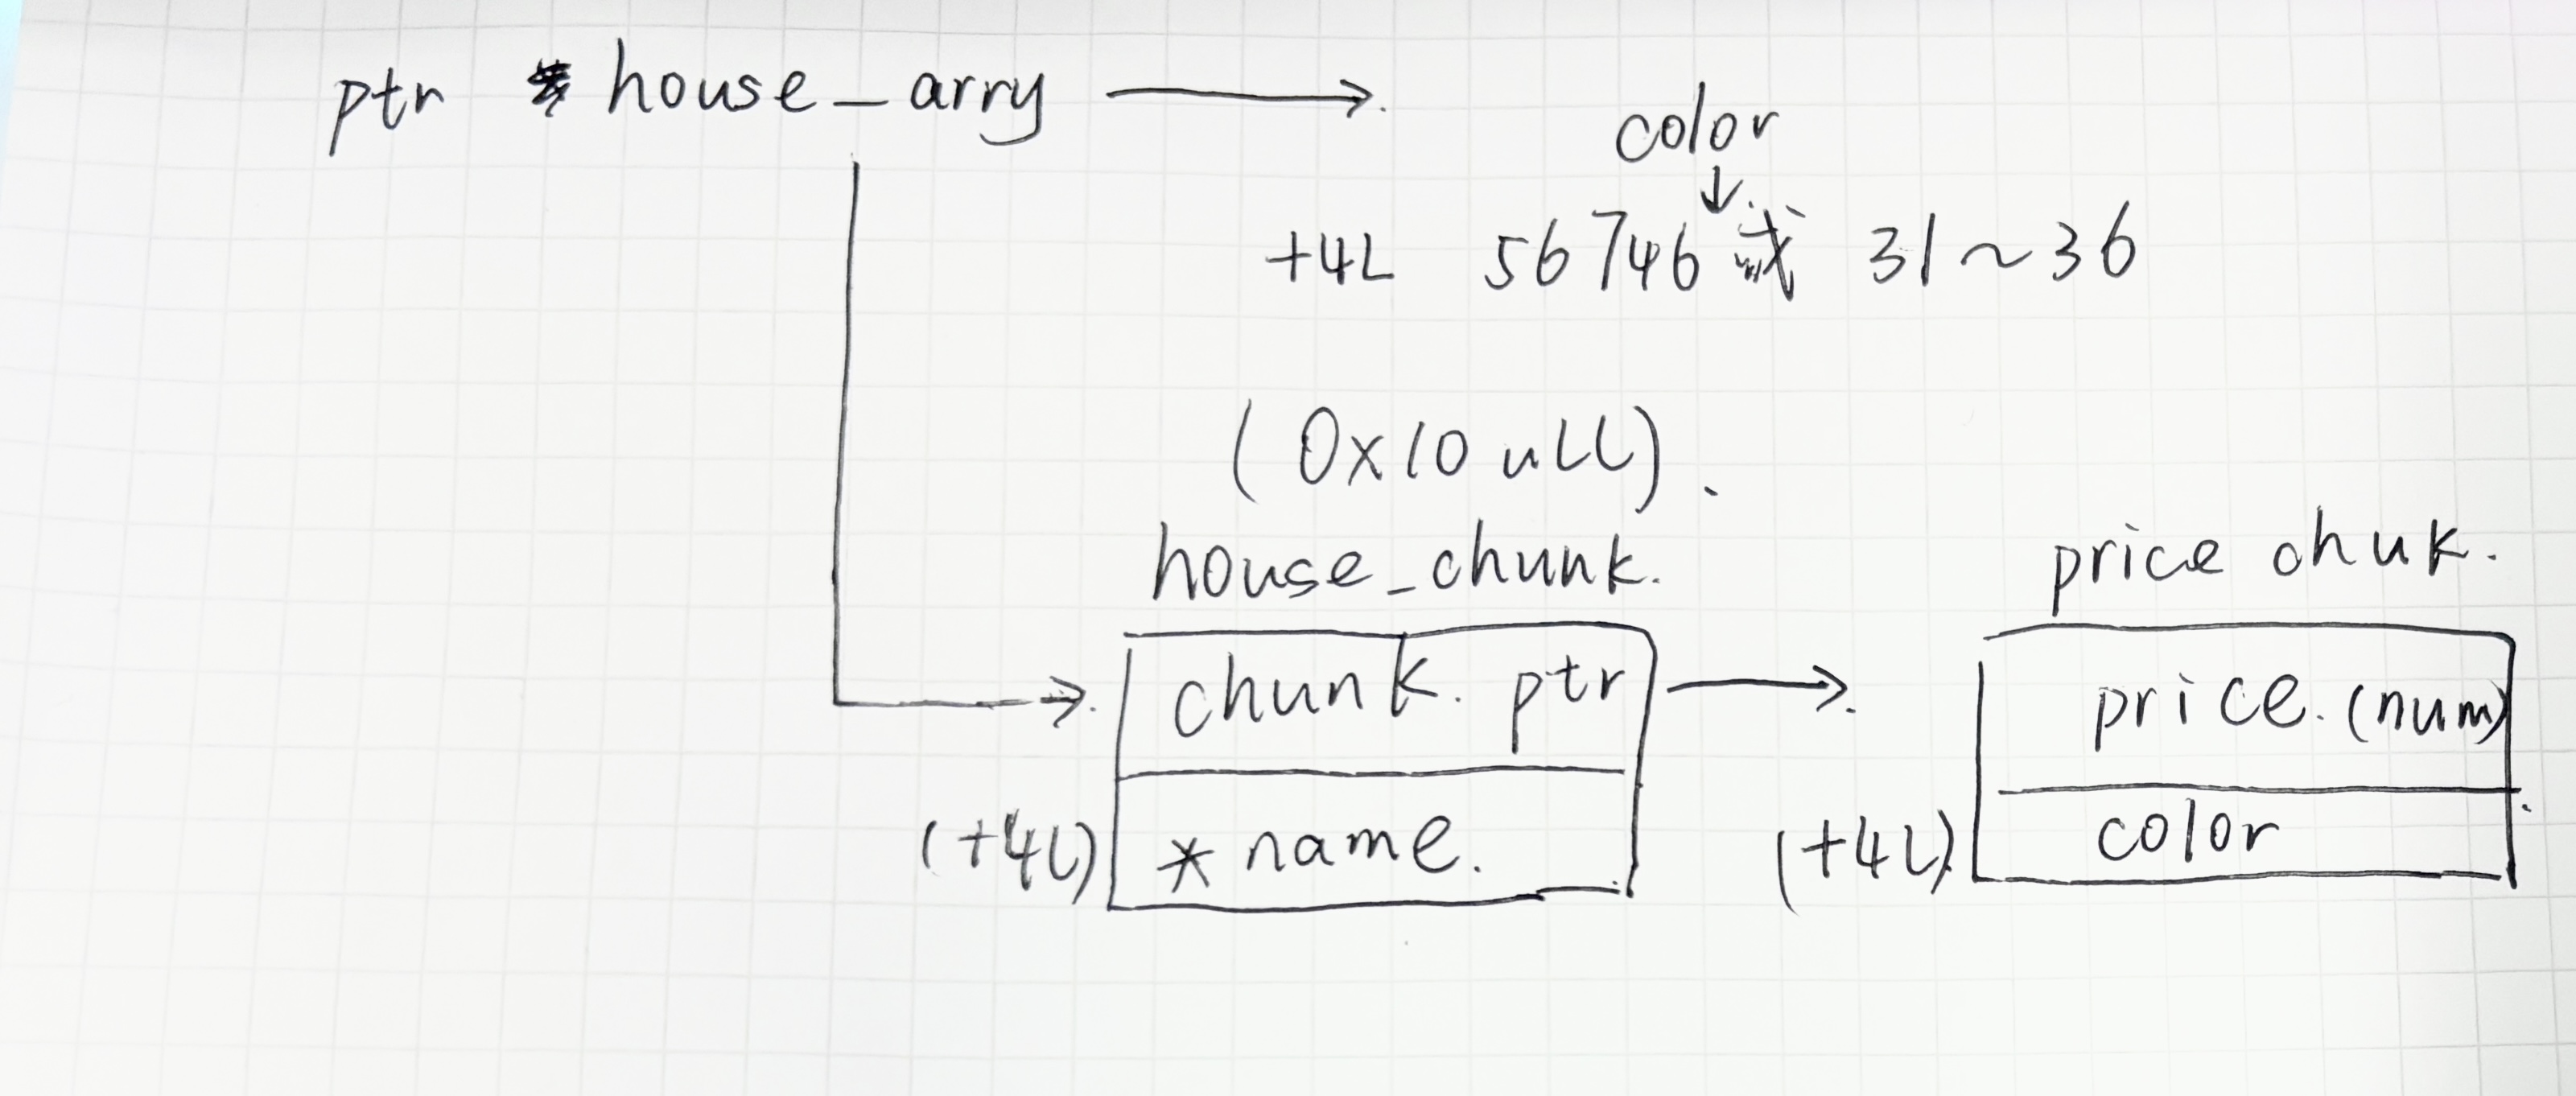 ptr house_arry
color
+4L 56746 或 31~36
(0x10 ull).
house_chunk.
price chuk.
chunk. ptr
price. (num)
(+4L) *name.
(+4L) color